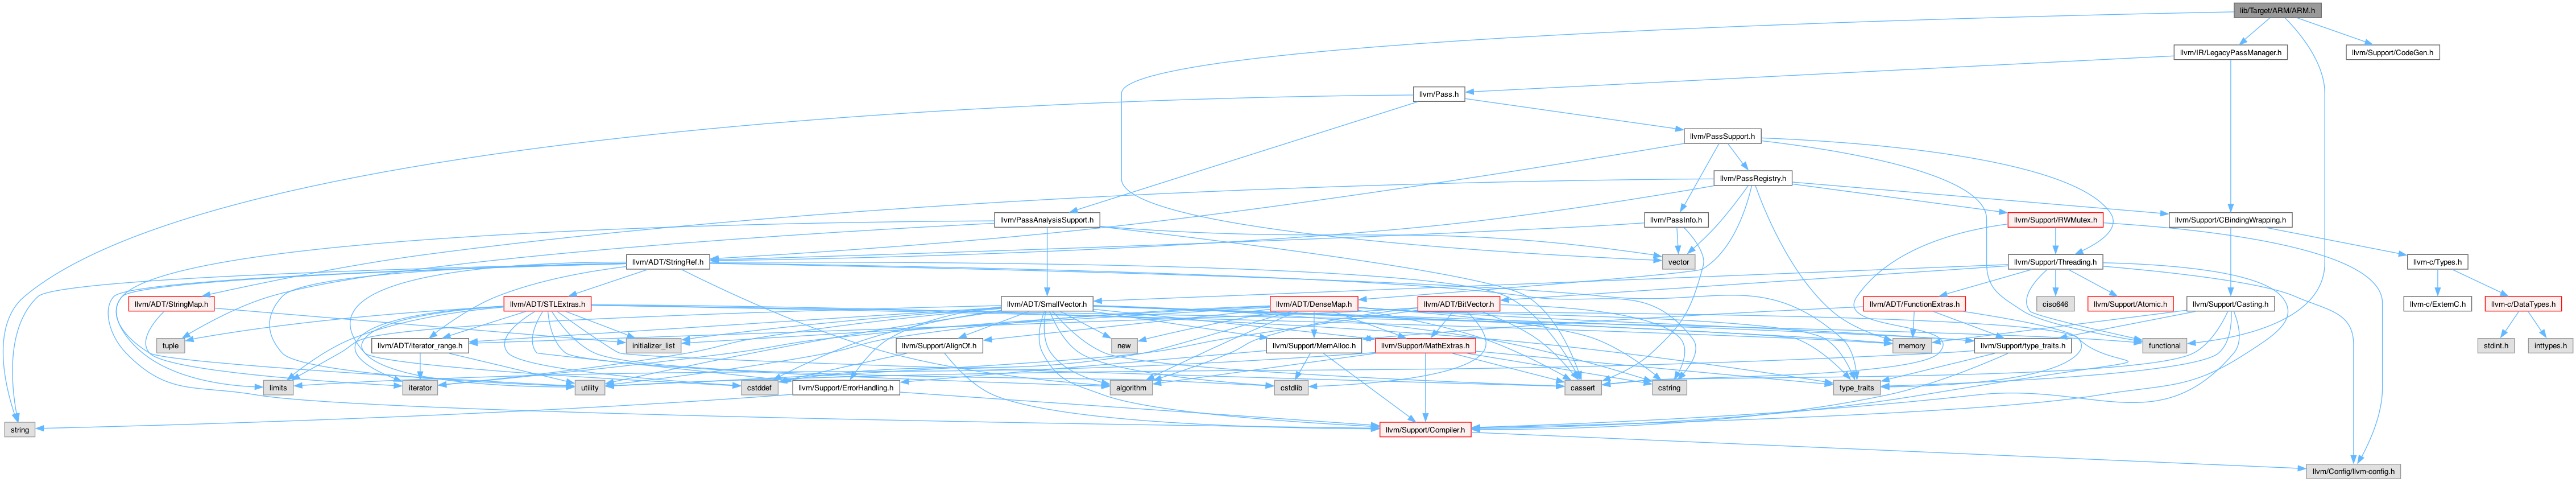 lib/Target/ARM/ARM.h
llvm/IR/LegacyPassManager.h
llvm/Support/CodeGen.h
llvm/Pass.h
llvm/PassSupport.h
llvm/PassRegistry.h
llvm/PassAnalysisSupport.h
llvm/PassInfo.h
llvm/Support/RWMutex.h
llvm/Support/CBindingWrapping.h
llvm/ADT/StringRef.h
vector
llvm/Support/Threading.h
llvm-c/Types.h
llvm/ADT/StringMap.h
llvm/ADT/STLExtras.h
llvm/ADT/SmallVector.h
llvm/ADT/DenseMap.h
llvm/ADT/BitVector.h
llvm/ADT/FunctionExtras.h
ciso646
llvm/Support/Atomic.h
llvm/Support/Casting.h
llvm-c/ExternC.h
llvm-c/DataTypes.h
tuple
llvm/ADT/iterator_range.h
initializer_list
new
llvm/Support/AlignOf.h
llvm/Support/MemAlloc.h
llvm/Support/MathExtras.h
memory
llvm/Support/type_traits.h
functional
stdint.h
inttypes.h
limits
iterator
utility
cstddef
llvm/Support/ErrorHandling.h
algorithm
cstdlib
cassert
cstring
type_traits
string
llvm/Support/Compiler.h
llvm/Config/llvm-config.h